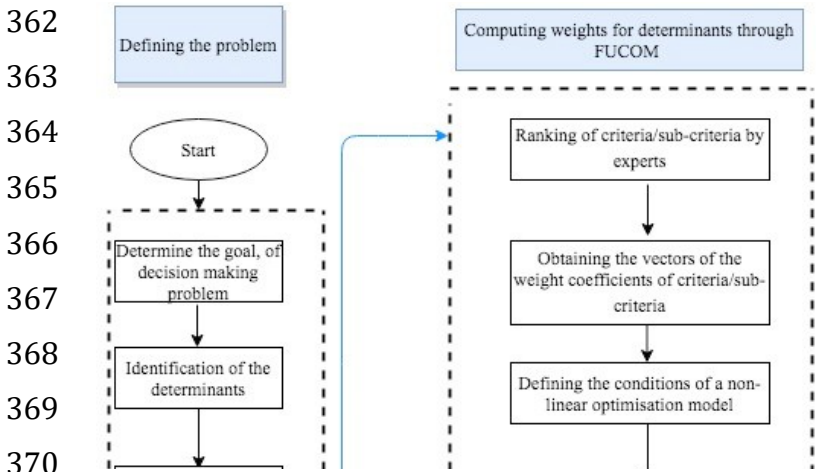 362
363
364
365
366
367
368
369
370
Defining the problem
Start
Determine the goal, of
decision making
problem
Identification of the
determinants
Computing weights for determinants through
FUCOM
Ranking of criteria/sub-criteria by
experts
Obtaining the vectors of the
weight coefficients of criteria/sub-
criteria
Defining the conditions of a non-
linear optimisation model